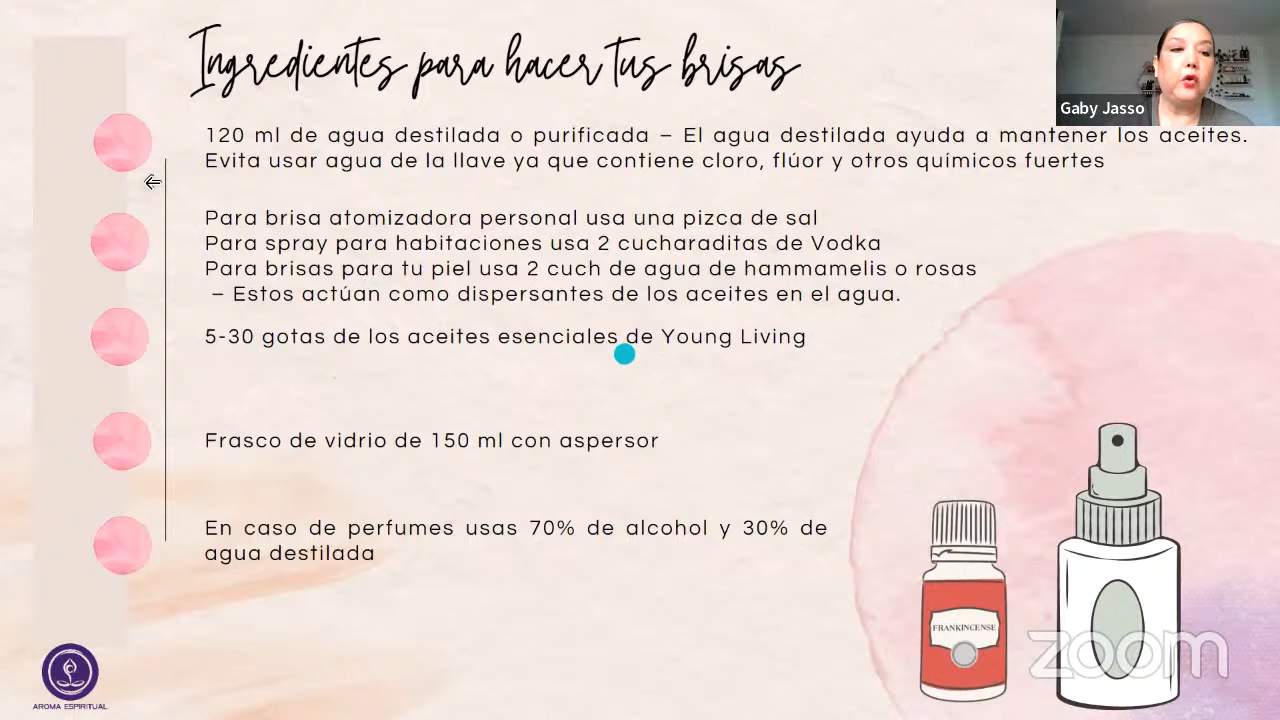 Ingredientes para hacer tus brisas
Gaby Jasso
120 ml de agua destilada o purificada – El agua destilada ayuda a mantener los aceites.
Evita usar agua de la llave ya que contiene cloro, flúor y otros químicos fuertes
Para brisa atomizadora personal usa una pizca de sal
Para spray para habitaciones usa 2 cucharaditas de Vodka
Para brisas para tu piel usa 2 cuch de agua de hammamelis o rosas
– Estos actúan como dispersantes de los aceites en el agua.
5-30 gotas de los aceites esenciales de Young Living
Frasco de vidrio de 150 ml con aspersor
En caso de perfumes usas 70% de alcohol y 30% de
agua destilada
FRANKINCENSE
zoom
AROMA ESPIRITUAL